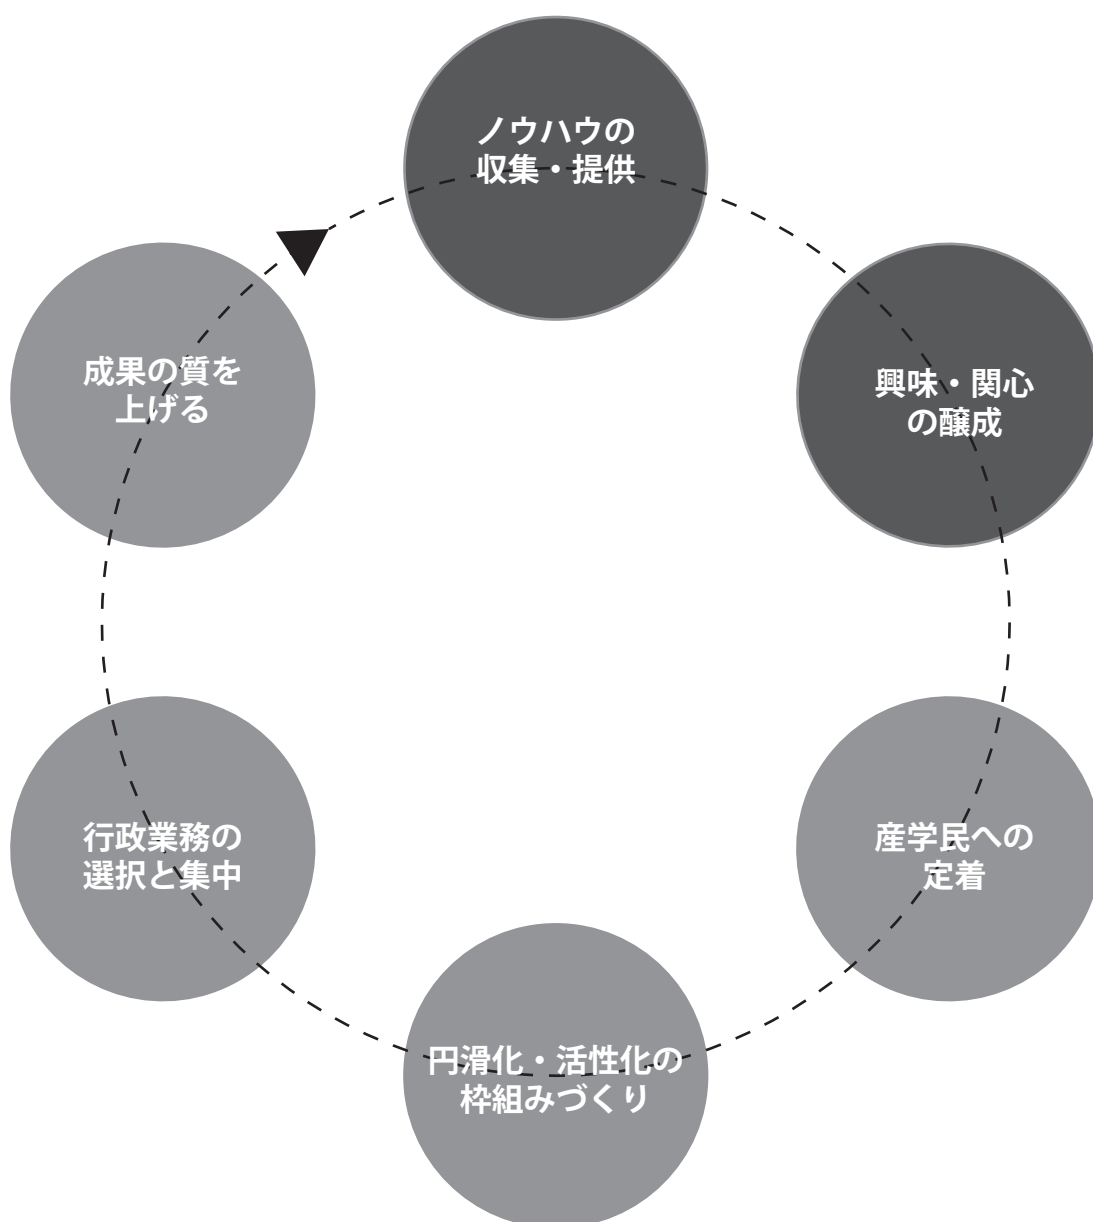 ノウハウの
収集・提供
興味・関心
の醸成
産学民への
定着
円滑化・活性化の
枠組みづくり
行政業務の
選択と集中
成果の質を
上げる